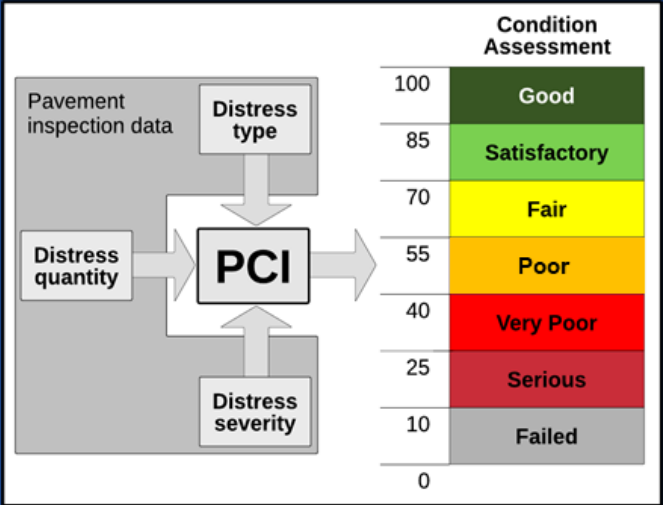 Condition
Assessment
Pavement
inspection data
Distress
type
Distress
quantity
PCI
Distress
severity
100
Good
85
Satisfactory
70
Fair
55
Poor
40
Very Poor
25
Serious
10
Failed
0